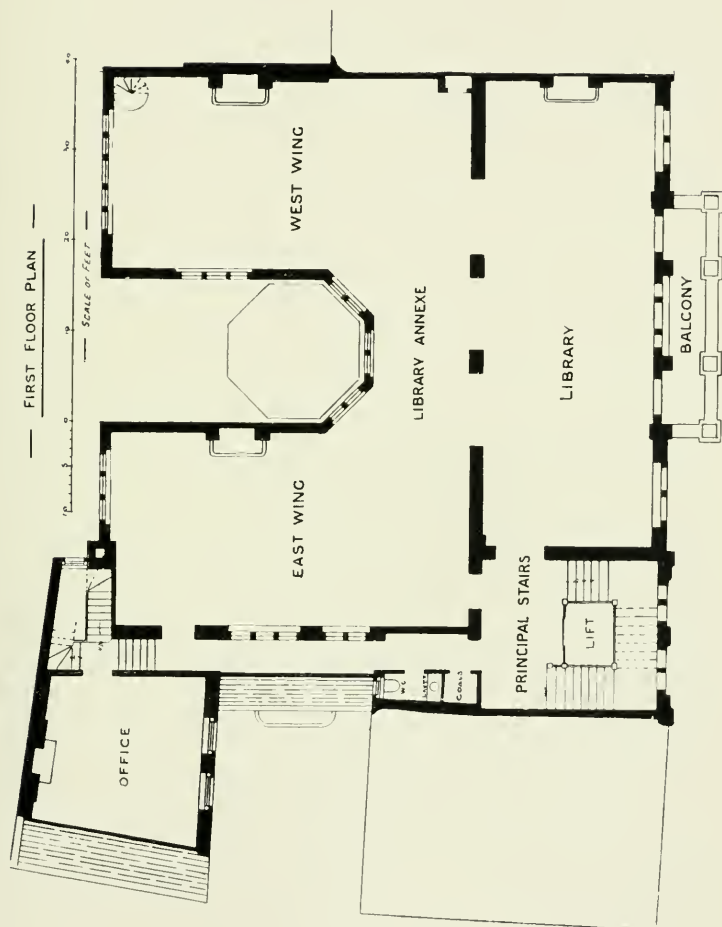 FIRST FLOOR PLAN
SCALE OF FEET
10 5 0 10 20 40
WEST WING
EAST WING
LIBRARY ANNEXE
LIBRARY
BALCONY
PRINCIPAL STAIRS
LIFT
OFFICE
W.C.
COALS